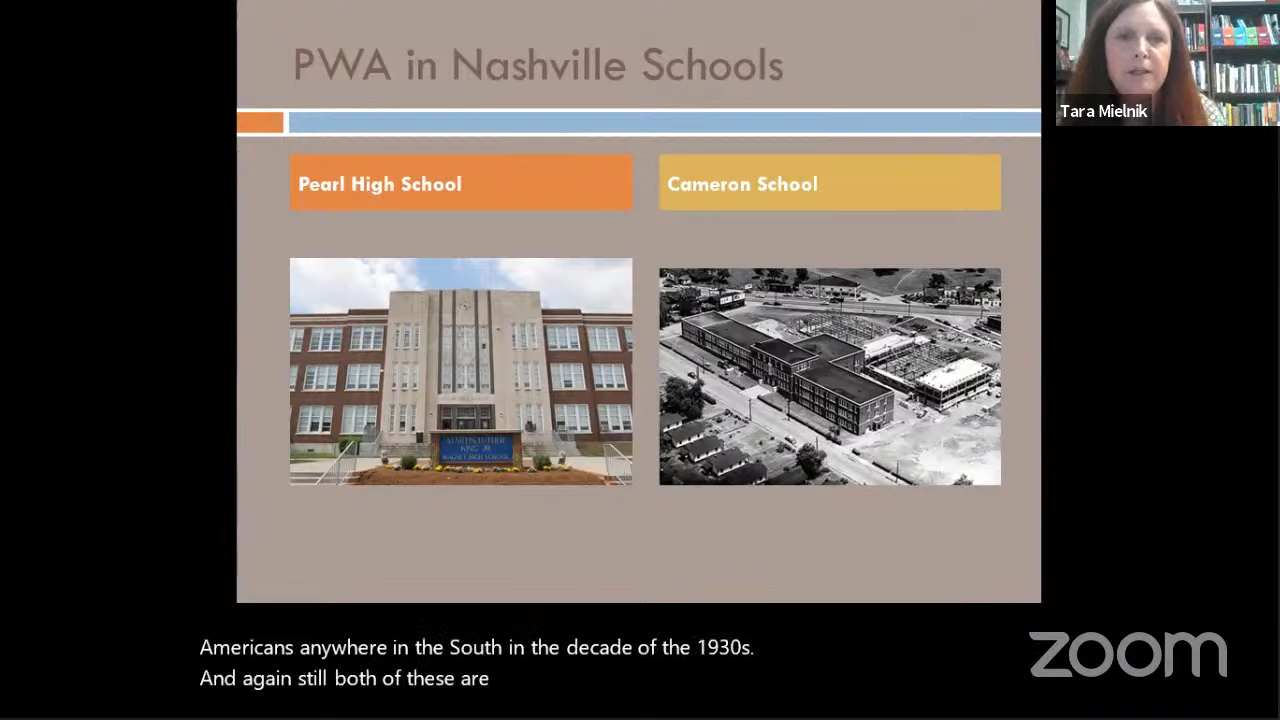 PWA in Nashville Schools
Tara Mielnik
Pearl High School
Cameron School
MARTIN LUTHER
KING JR.
MAGNET HIGH SCHOOL
Americans anywhere in the South in the decade of the 1930s.
And again still both of these are
zoom